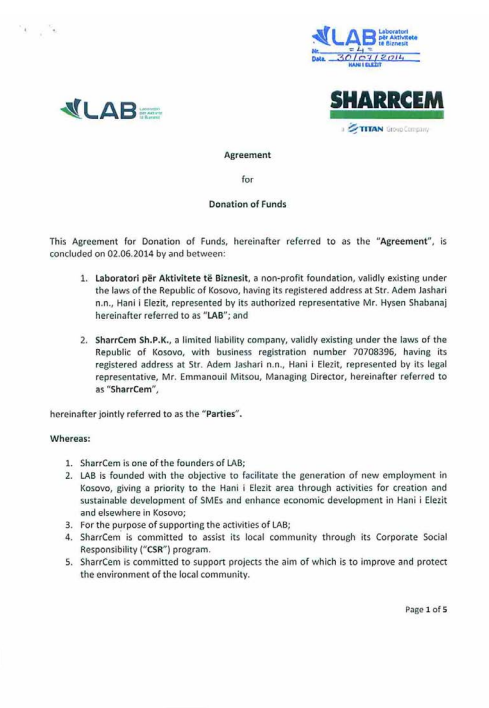 LAB Laboratori
për Aktivitete
të Biznesit
Nr. = 4 =
Data. 30/07/2014
HANI I ELEZIT
LAB Laboratori
për Aktivitete
të Biznesit
SHARRCEM
a TITAN Group Company
Agreement
for
Donation of Funds
This Agreement for Donation of Funds, hereinafter referred to as the "Agreement", is
concluded on 02.06.2014 by and between:
1. Laboratori për Aktivitete të Biznesit, a non-profit foundation, validly existing under
the laws of the Republic of Kosovo, having its registered address at Str. Adem Jashari
n.n., Hani i Elezit, represented by its authorized representative Mr. Hysen Shabanaj
hereinafter referred to as "LAB"; and
2. SharrCem Sh.P.K., a limited liability company, validly existing under the laws of the
Republic of Kosovo, with business registration number 70708396, having its
registered address at Str. Adem Jashari n.n., Hani i Elezit, represented by its legal
representative, Mr. Emmanouil Mitsou, Managing Director, hereinafter referred to
as "SharrCem",
hereinafter jointly referred to as the "Parties".
Whereas:
1. SharrCem is one of the founders of LAB;
2. LAB is founded with the objective to facilitate the generation of new employment in
Kosovo, giving a priority to the Hani i Elezit area through activities for creation and
sustainable development of SMEs and enhance economic development in Hani i Elezit
and elsewhere in Kosovo;
3. For the purpose of supporting the activities of LAB;
4. SharrCem is committed to assist its local community through its Corporate Social
Responsibility ("CSR") program.
5. SharrCem is committed to support projects the aim of which is to improve and protect
the environment of the local community.
Page 1 of 5